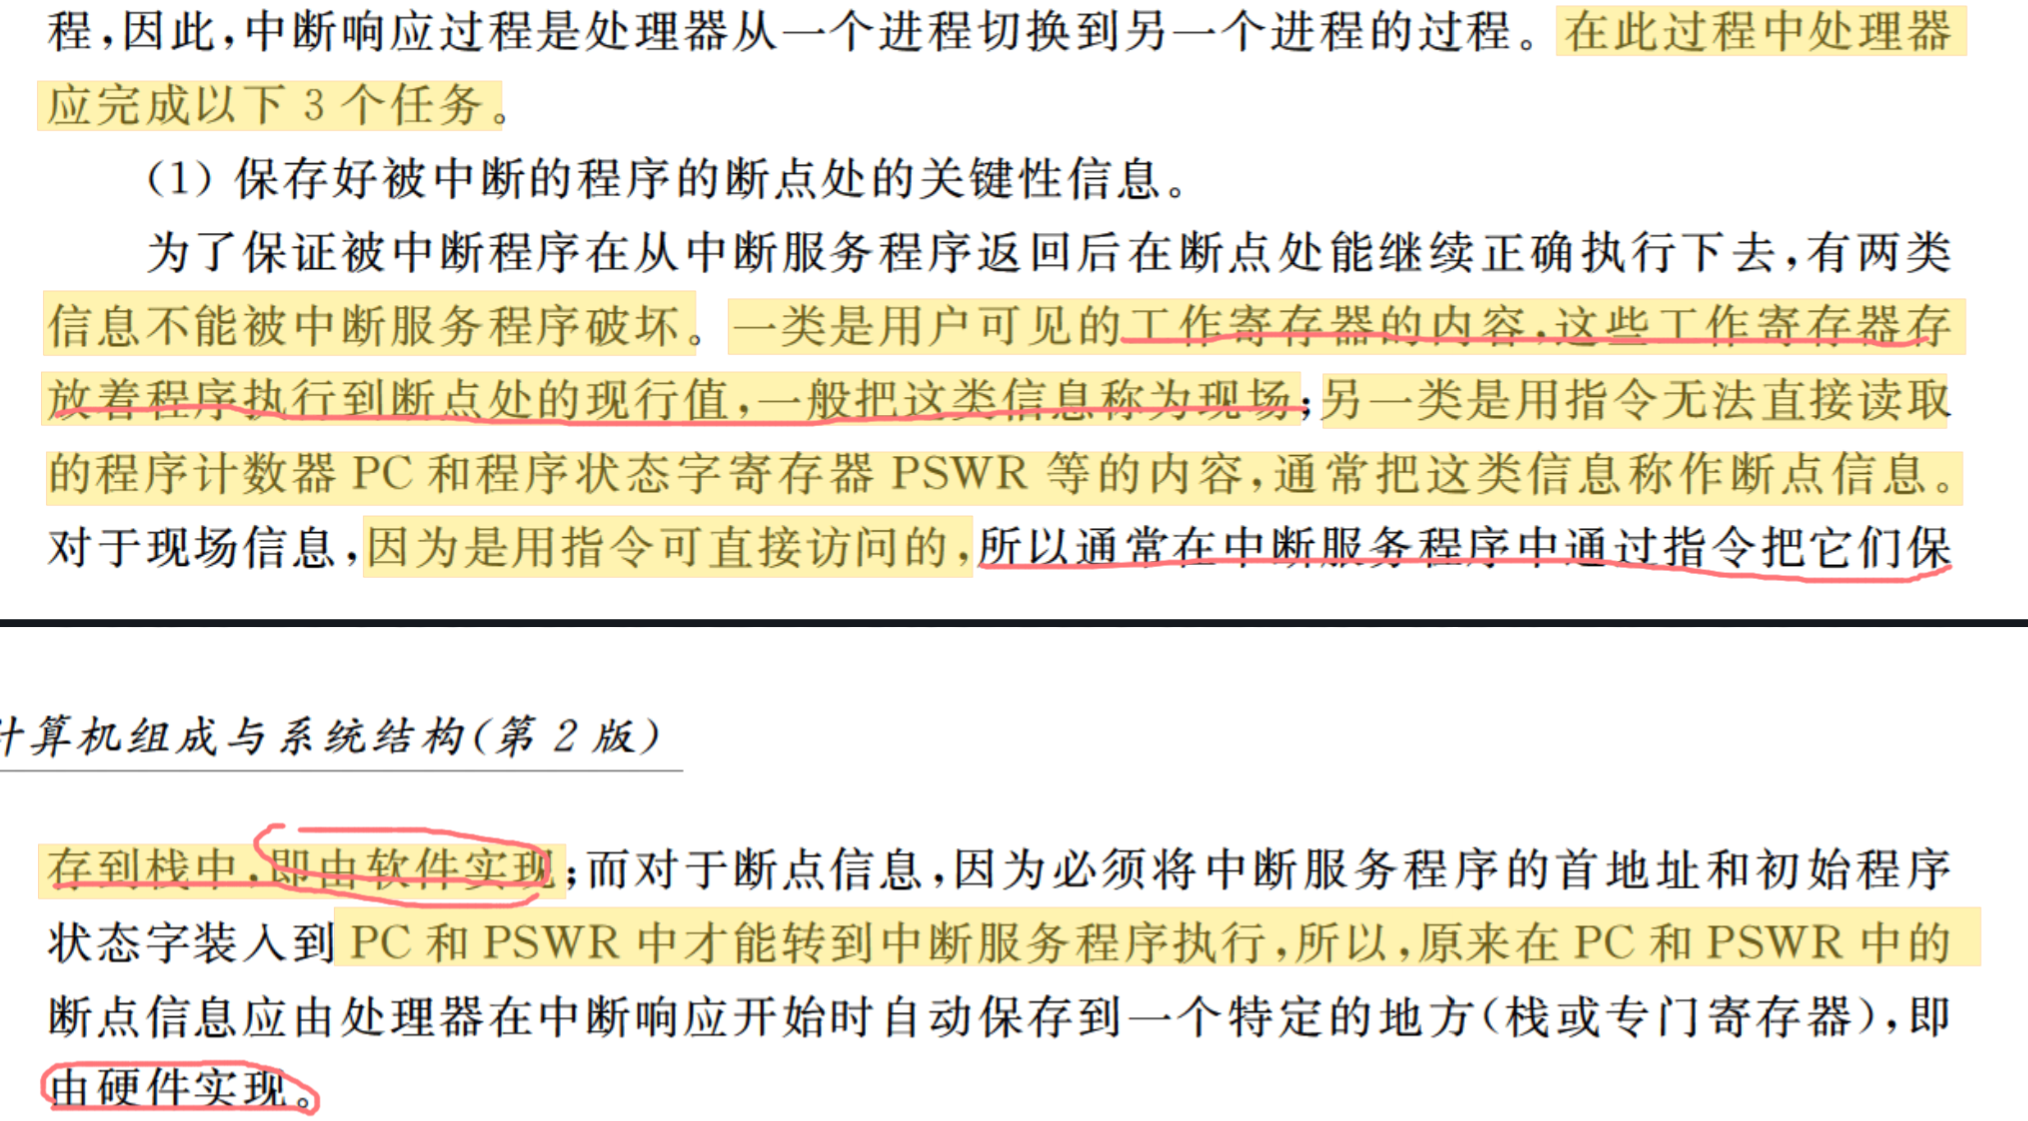 程,因此,中断响应过程是处理器从一个进程切换到另一个进程的过程。在此过程中处理器
应完成以下 3 个任务。
(1) 保存好被中断的程序的断点处的关键性信息。
为了保证被中断程序在从中断服务程序返回后在断点处能继续正确执行下去,有两类
信息不能被中断服务程序破坏。一类是用户可见的工作寄存器的内容,这些工作寄存器存
放着程序执行到断点处的现行值,一般把这类信息称为现场;另一类是用指令无法直接读取
的程序计数器 PC 和程序状态字寄存器 PSWR 等的内容,通常把这类信息称作断点信息。
对于现场信息,因为是用指令可直接访问的,所以通常在中断服务程序中通过指令把它们保
计算机组成与系统结构(第 2 版)
存到栈中,即由软件实现;而对于断点信息,因为必须将中断服务程序的首地址和初始程序
状态字装入到 PC 和 PSWR 中才能转到中断服务程序执行,所以,原来在 PC 和 PSWR 中的
断点信息应由处理器在中断响应开始时自动保存到一个特定的地方(栈或专门寄存器),即
由硬件实现。